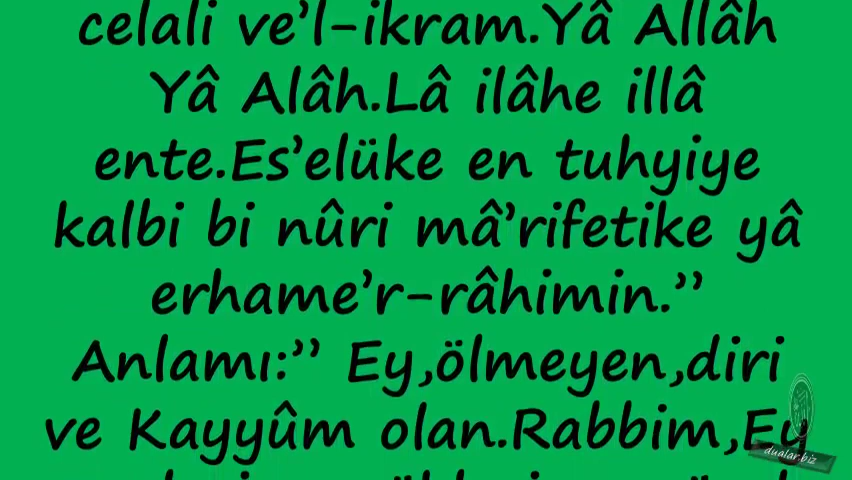 celali ve’l-ikram.Yâ Allâh
Yâ Alâh.Lâ ilâhe illâ
ente.Es’elüke en tuhyiye
kalbi bi nûri mâ’rifetike yâ
erhame’r-râhimin.’’
Anlamı:’’ Ey,ölmeyen,diri
ve Kayyûm olan.Rabbim,Ey
dualar.biz